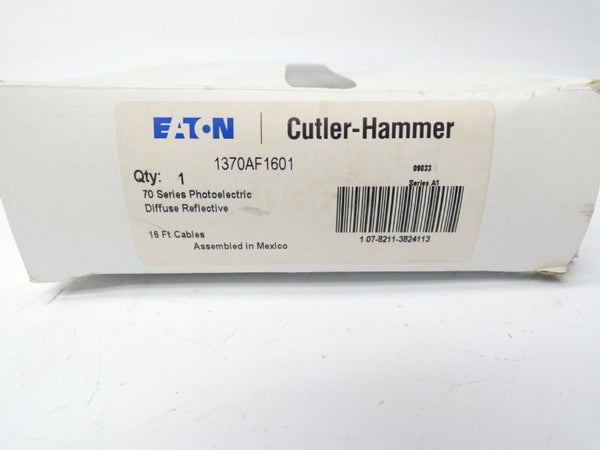 EATON | Cutler-Hammer
1370AF1601
09033
Qty: 1
Series A1
70 Series Photoelectric
Diffuse Reflective
16 Ft Cables
Assembled in Mexico
1 07-8211-3824113